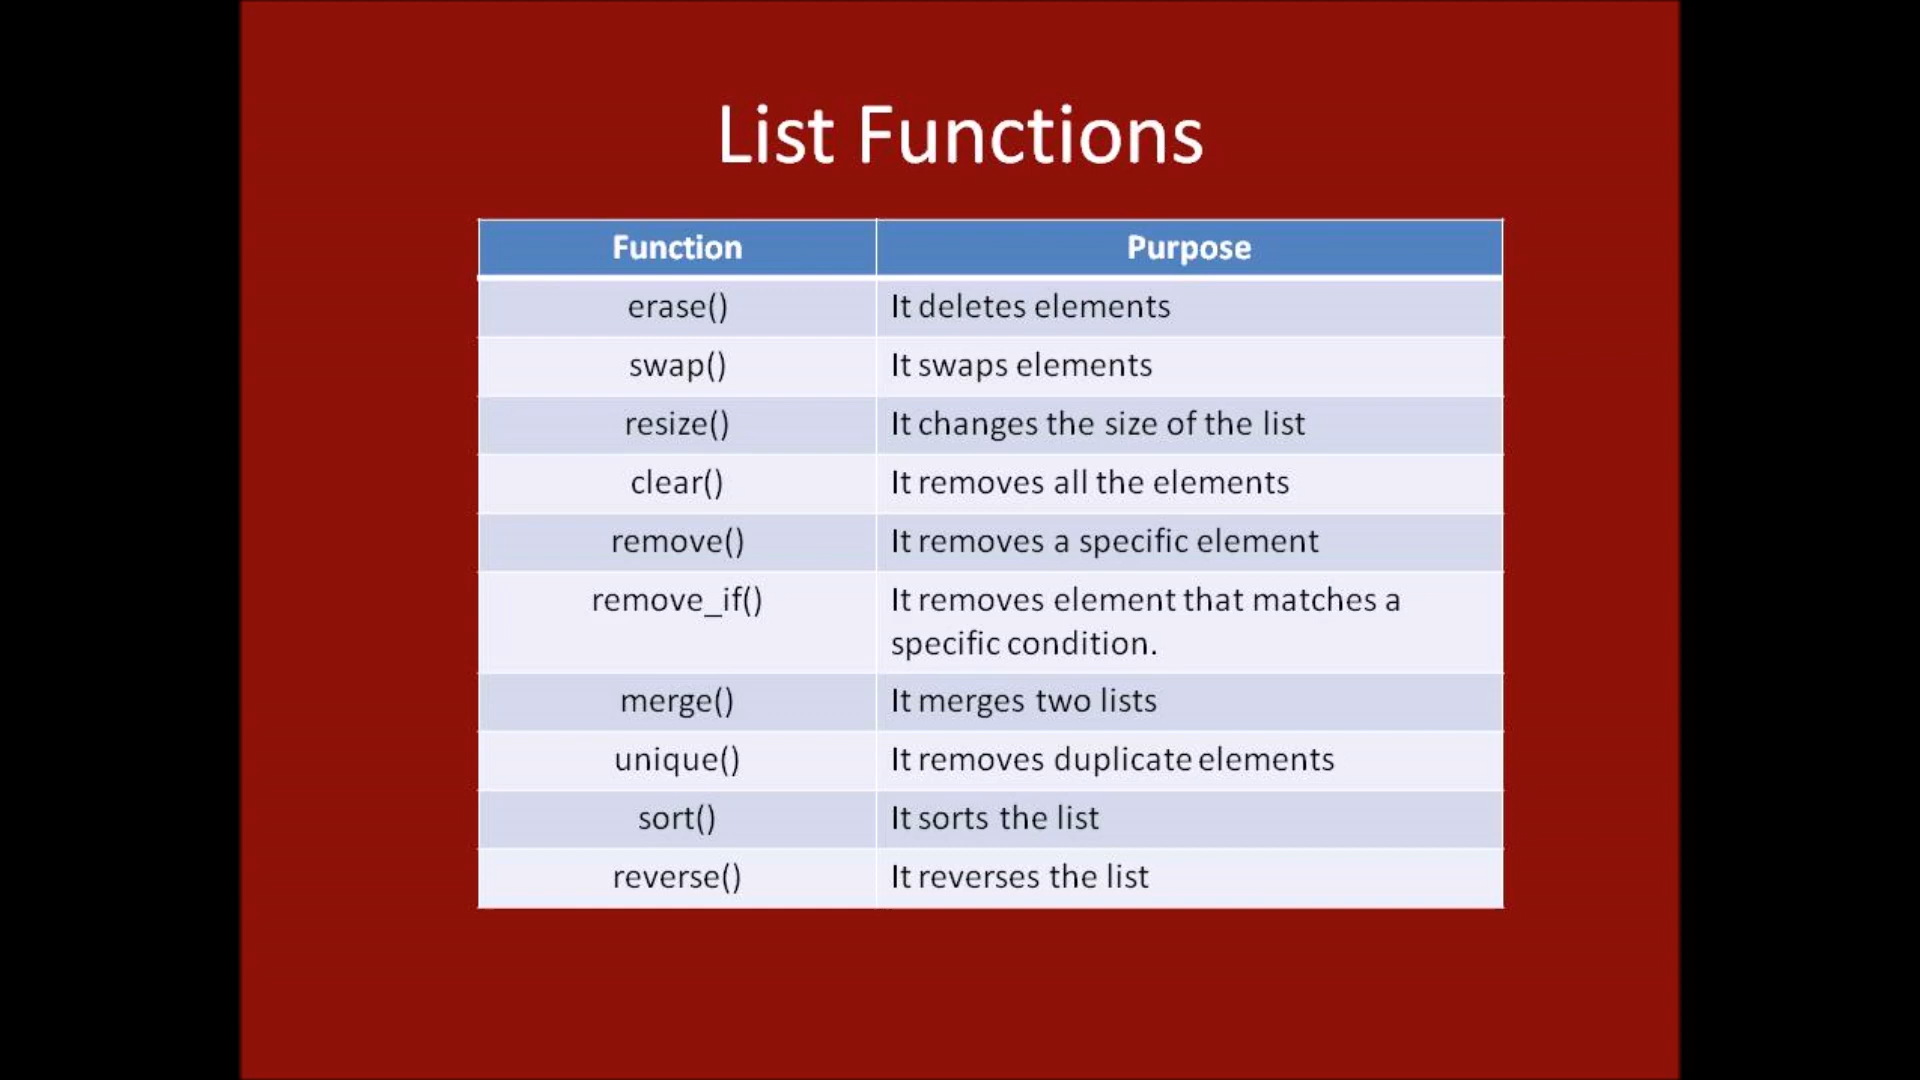 List Functions
Function Purpose
erase() It deletes elements
swap() It swaps elements
resize() It changes the size of the list
clear() It removes all the elements
remove() It removes a specific element
remove_if() It removes element that matches a
specific condition.
merge() It merges two lists
unique() It removes duplicate elements
sort() It sorts the list
reverse() It reverses the list